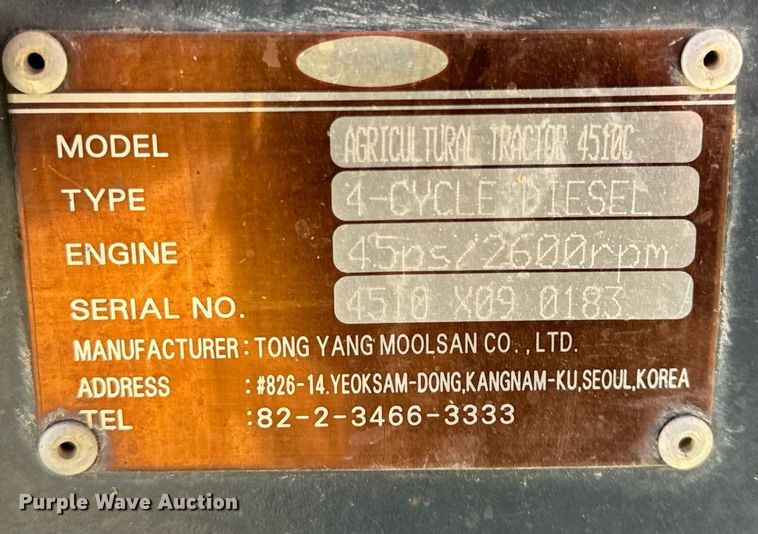 MODEL AGRICULTURAL TRACTOR 4510C
TYPE 4-CYCLE DIESEL
ENGINE 45ps/2600rpm
SERIAL NO. 4510 X09 0183
MANUFACTURER: TONG YANG MOOLSAN CO.,LTD.
ADDRESS :#826-14.YEOKSAM-DONG,KANGNAM-KU,SEOUL,KOREA
TEL :82-2-3466-3333
Purple Wave Auction